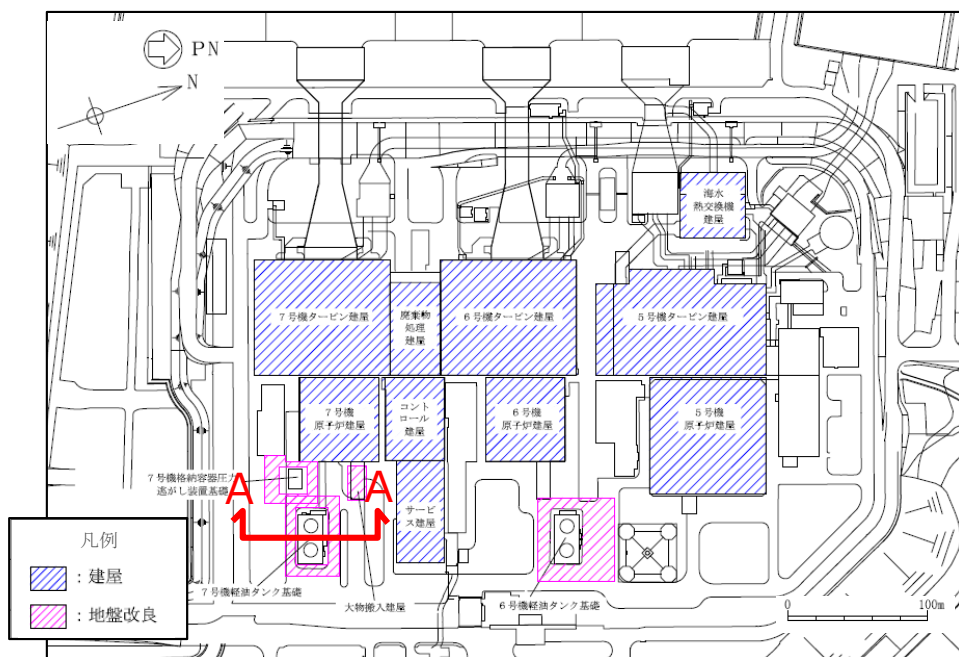 PN
N
海水
熱交換機
建屋
7号機タービン建屋
廃棄物
処理
建屋
6号機タービン建屋
5号機タービン建屋
7号機
原子炉建屋
コント
ロール
建屋
6号機
原子炉建屋
5号機
原子炉建屋
7号機格納容器圧力
逃がし装置基礎
A
A
サービ
ス建屋
凡例
：建屋
：地盤改良
7号機軽油タンク基礎
大物搬入建屋
6号機軽油タンク基礎
0
100m